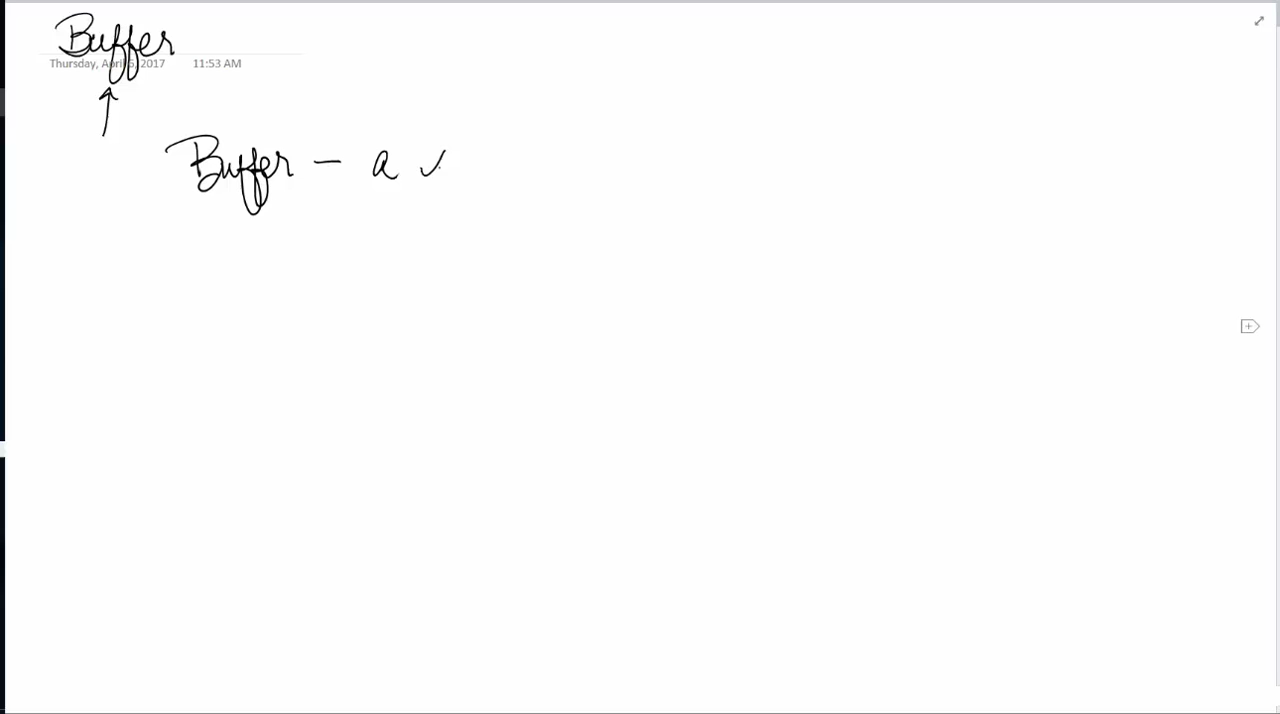 Buffer
Thursday, April 6, 2017 11:53 AM
Buffer — a